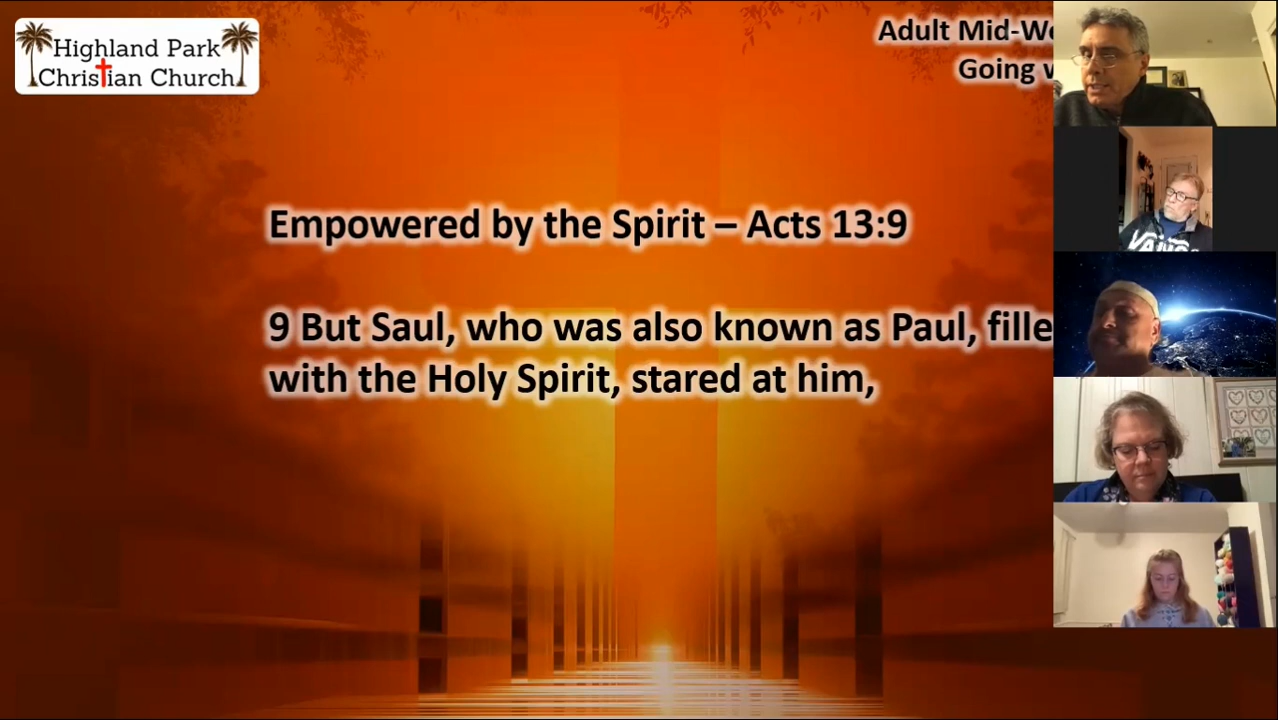 Highland Park
Christian Church
Adult Mid-We
Going
Empowered by the Spirit – Acts 13:9
9 But Saul, who was also known as Paul, fille
with the Holy Spirit, stared at him,